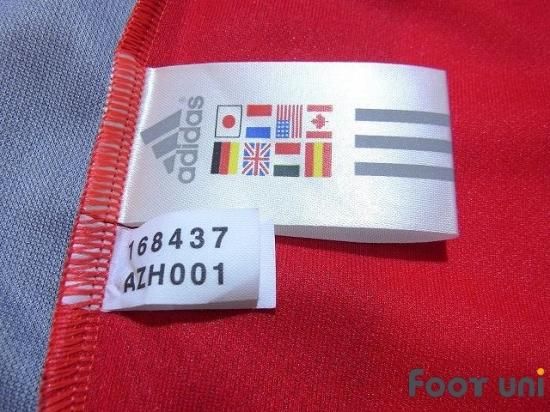 adidas
168437
AZH001
Foot Uni